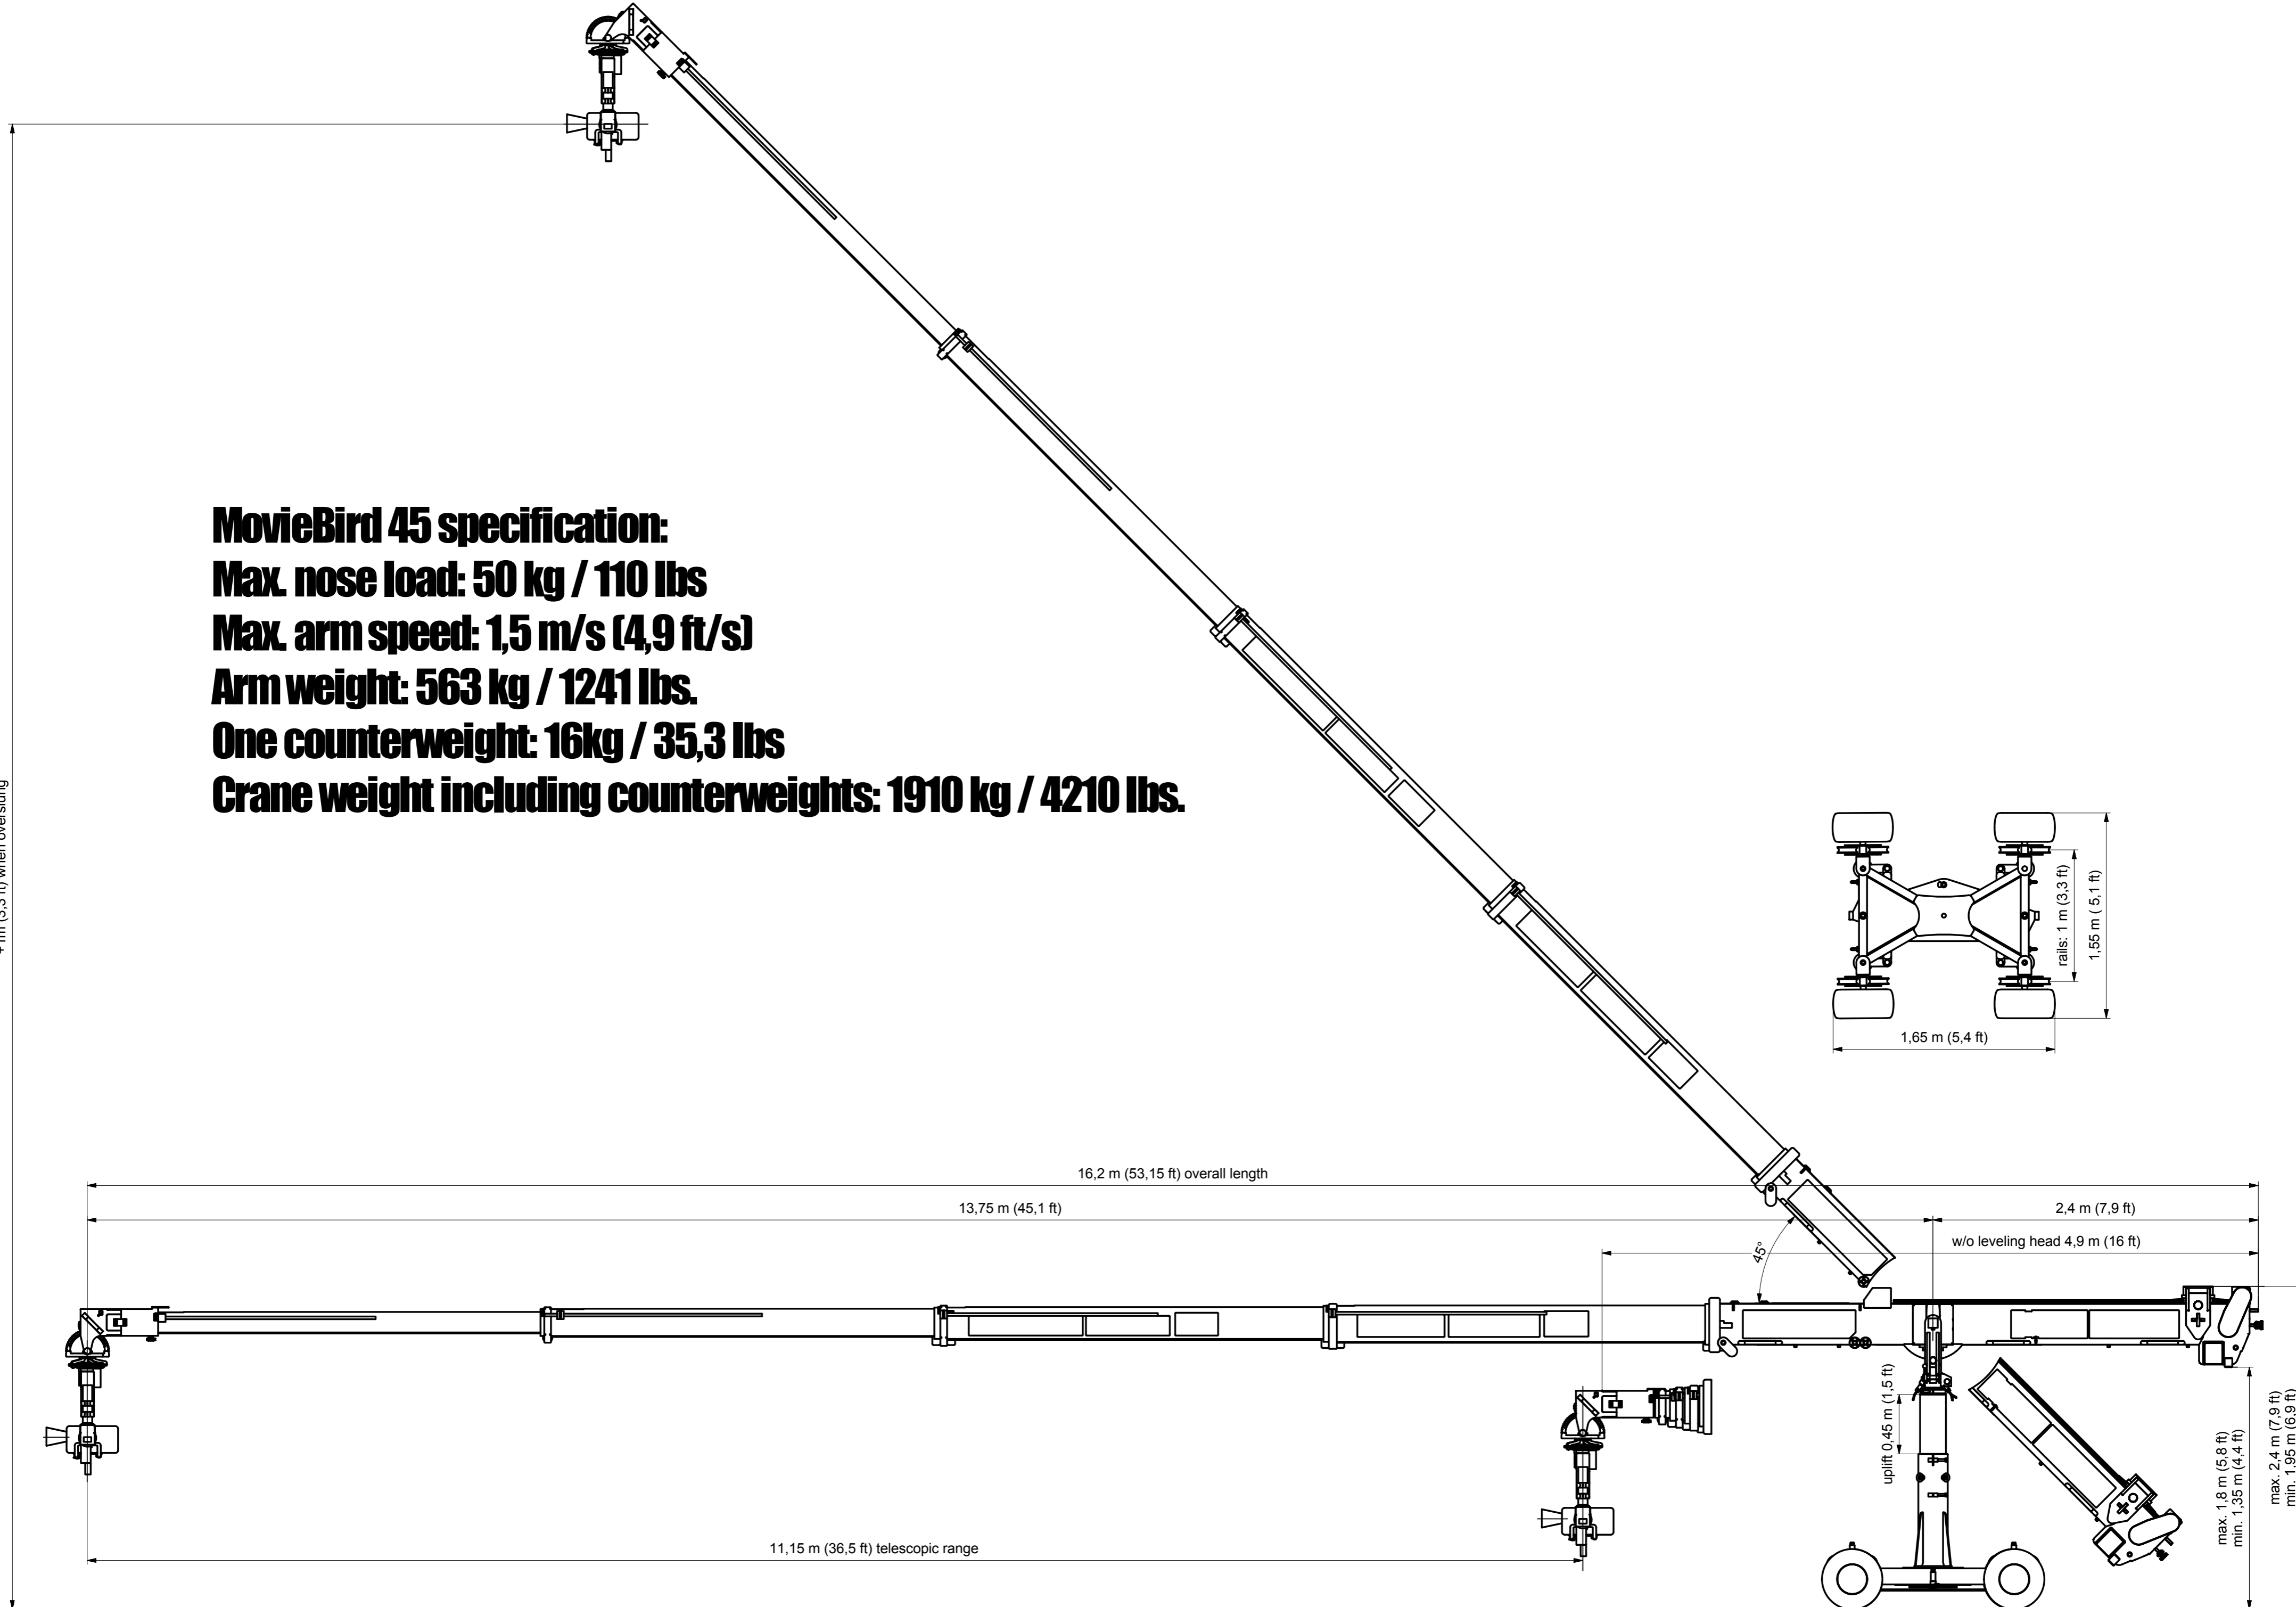 MovieBird 45 specification:
Max. nose load: 50 kg / 110 lbs
Max. arm speed: 1,5 m/s (4,9 ft/s)
Arm weight: 563 kg / 1241 lbs.
One counterweight: 16kg / 35,3 lbs
Crane weight including counterweights: 1910 kg / 4210 lbs.
(3,3 ft) when overslung
rails: 1 m (3,3 ft)
1,55 m ( 5,1 ft)
1,65 m (5,4 ft)
16,2 m (53,15 ft) overall length
13,75 m (45,1 ft)
2,4 m (7,9 ft)
w/o leveling head 4,9 m (16 ft)
45°
uplift 0,45 m (1,5 ft)
max. 1,8 m (5,8 ft)
min. 1,35 m (4,4 ft)
max. 2,4 m (7,9 ft)
min. 1,95 m (6,9 ft)
11,15 m (36,5 ft) telescopic range